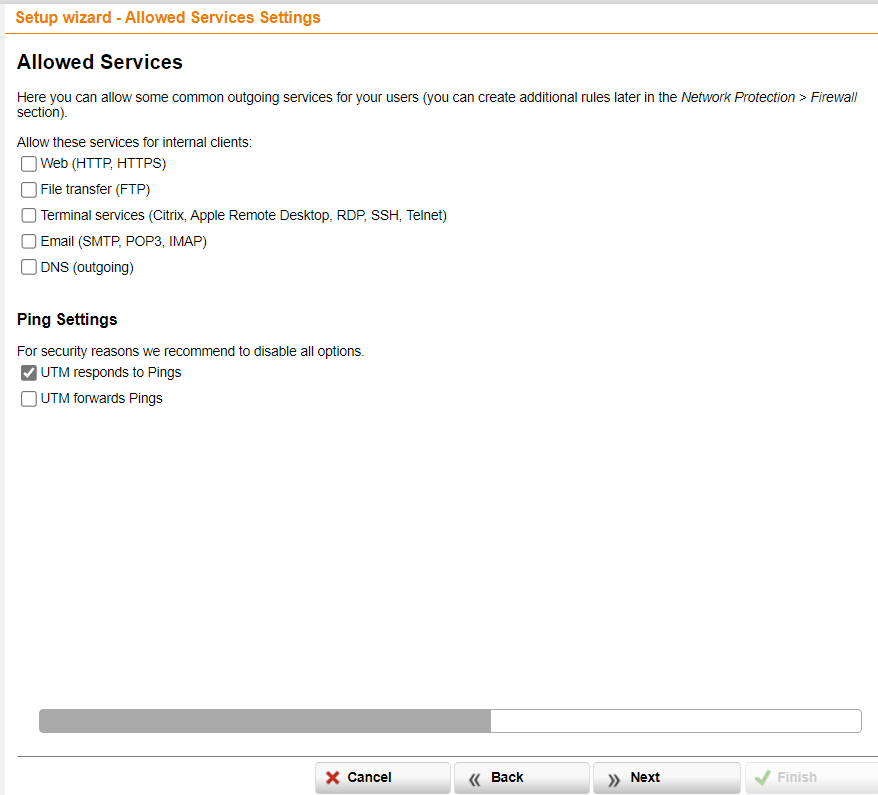 Setup wizard - Allowed Services Settings
Allowed Services
Here you can allow some common outgoing services for your users (you can create additional rules later in the Network Protection > Firewall
section).
Allow these services for internal clients:
Web (HTTP, HTTPS)
File transfer (FTP)
Terminal services (Citrix, Apple Remote Desktop, RDP, SSH, Telnet)
Email (SMTP, POP3, IMAP)
DNS (outgoing)
Ping Settings
For security reasons we recommend to disable all options.
UTM responds to Pings
UTM forwards Pings
Cancel
Back
Next
Finish